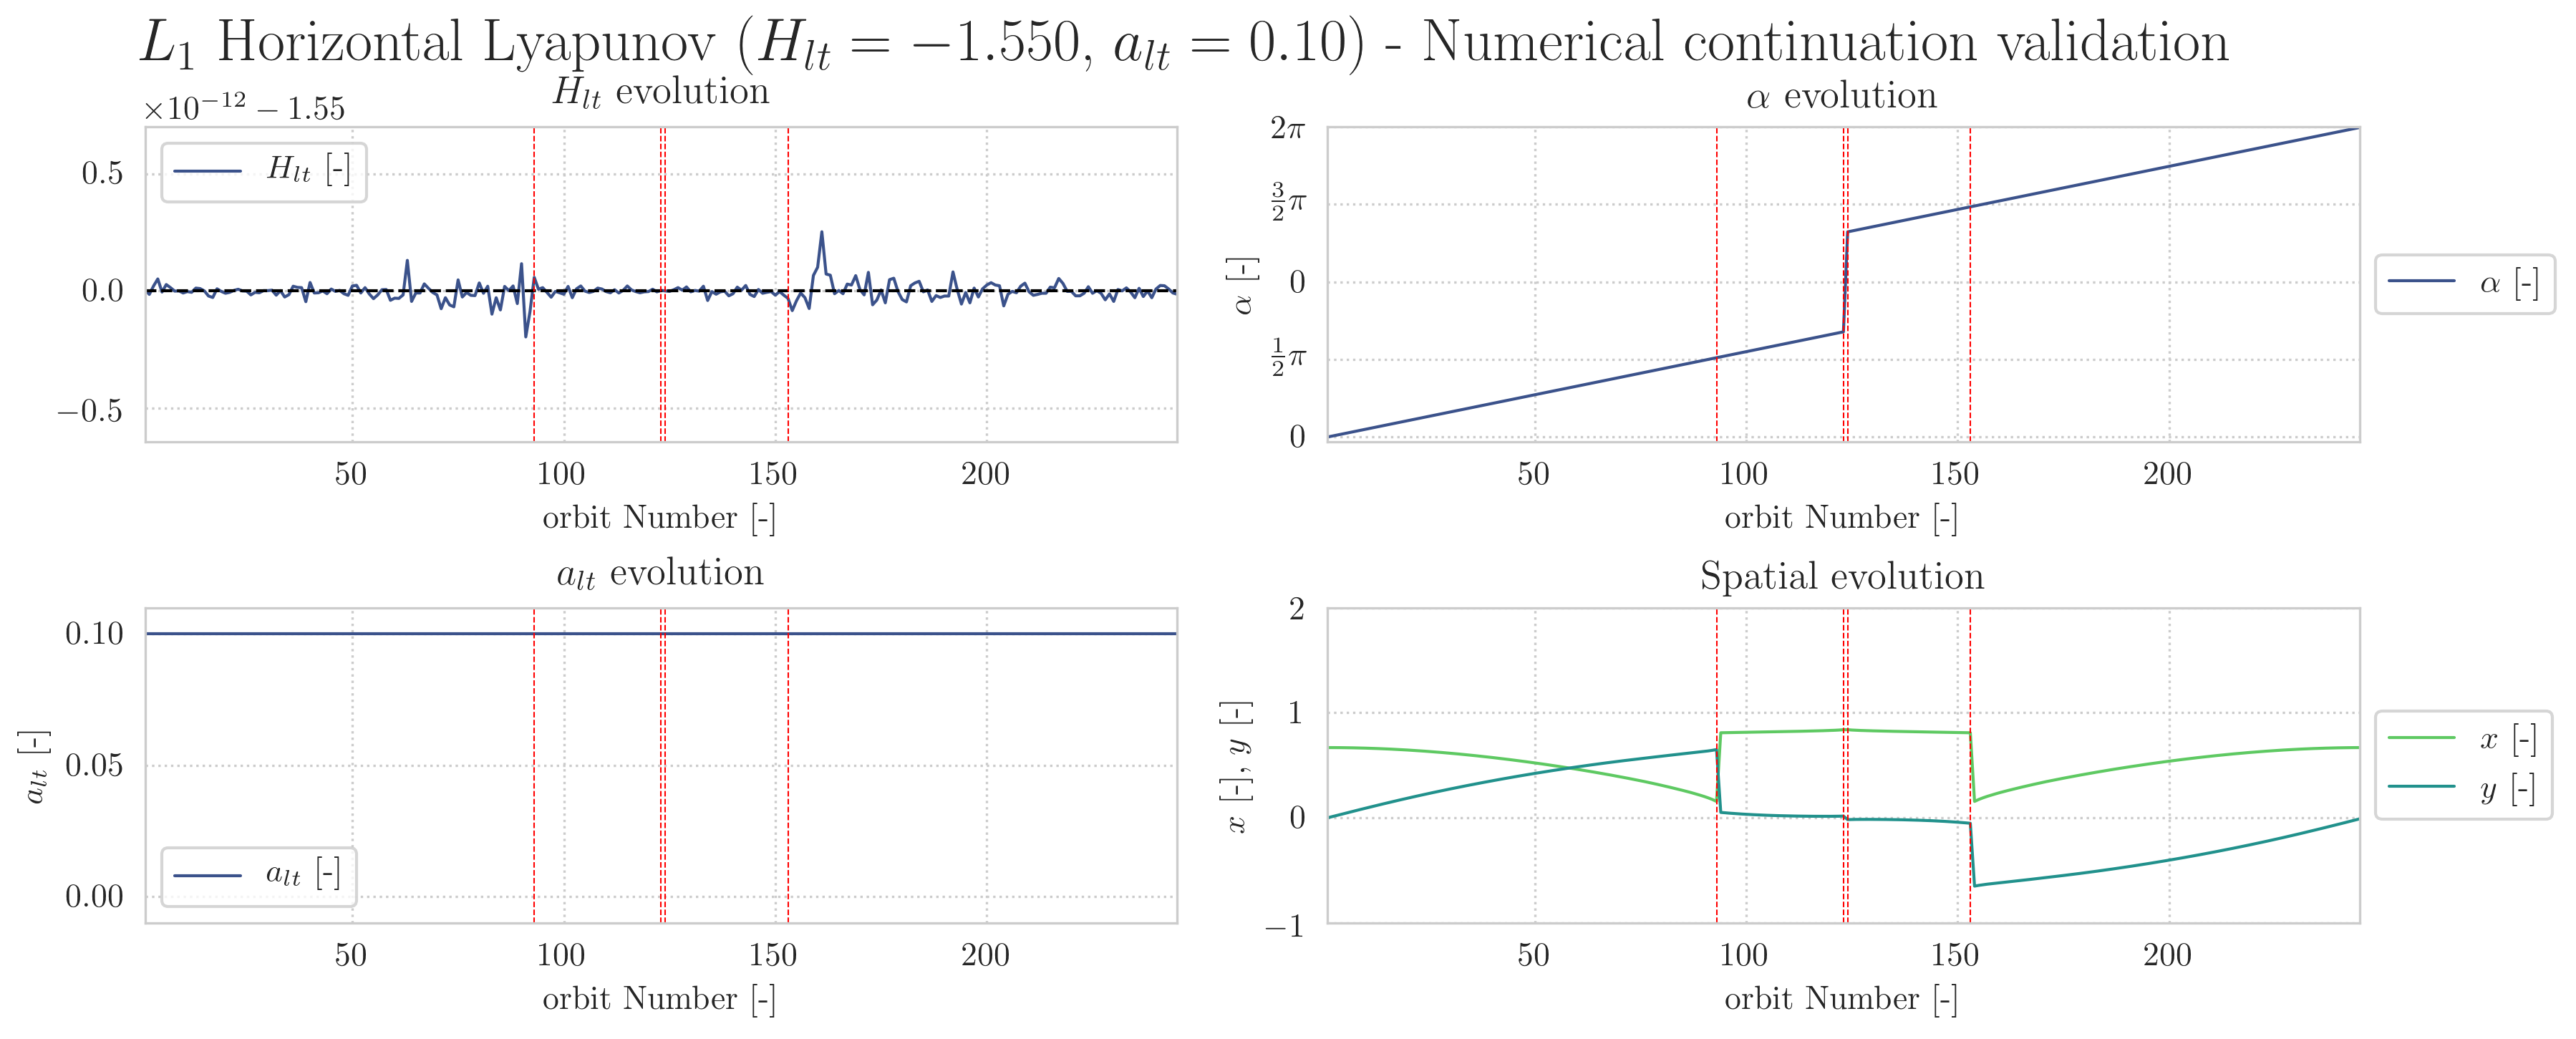 L₁ Horizontal Lyapunov (Hₗₜ = −1.550, aₗₜ = 0.10) - Numerical continuation validation
Hₗₜ evolution
×10⁻¹² − 1.55
Hₗₜ [-]
0.5
0.0
−0.5
50 100 150 200
orbit Number [-]
α evolution
α [-]
2π
3/2 π
0
1/2 π
0
50 100 150 200
orbit Number [-]
α [-]
aₗₜ evolution
aₗₜ [-]
0.10
0.05
0.00
aₗₜ [-]
50 100 150 200
orbit Number [-]
Spatial evolution
x [-], y [-]
2
1
0
−1
50 100 150 200
orbit Number [-]
x [-]
y [-]